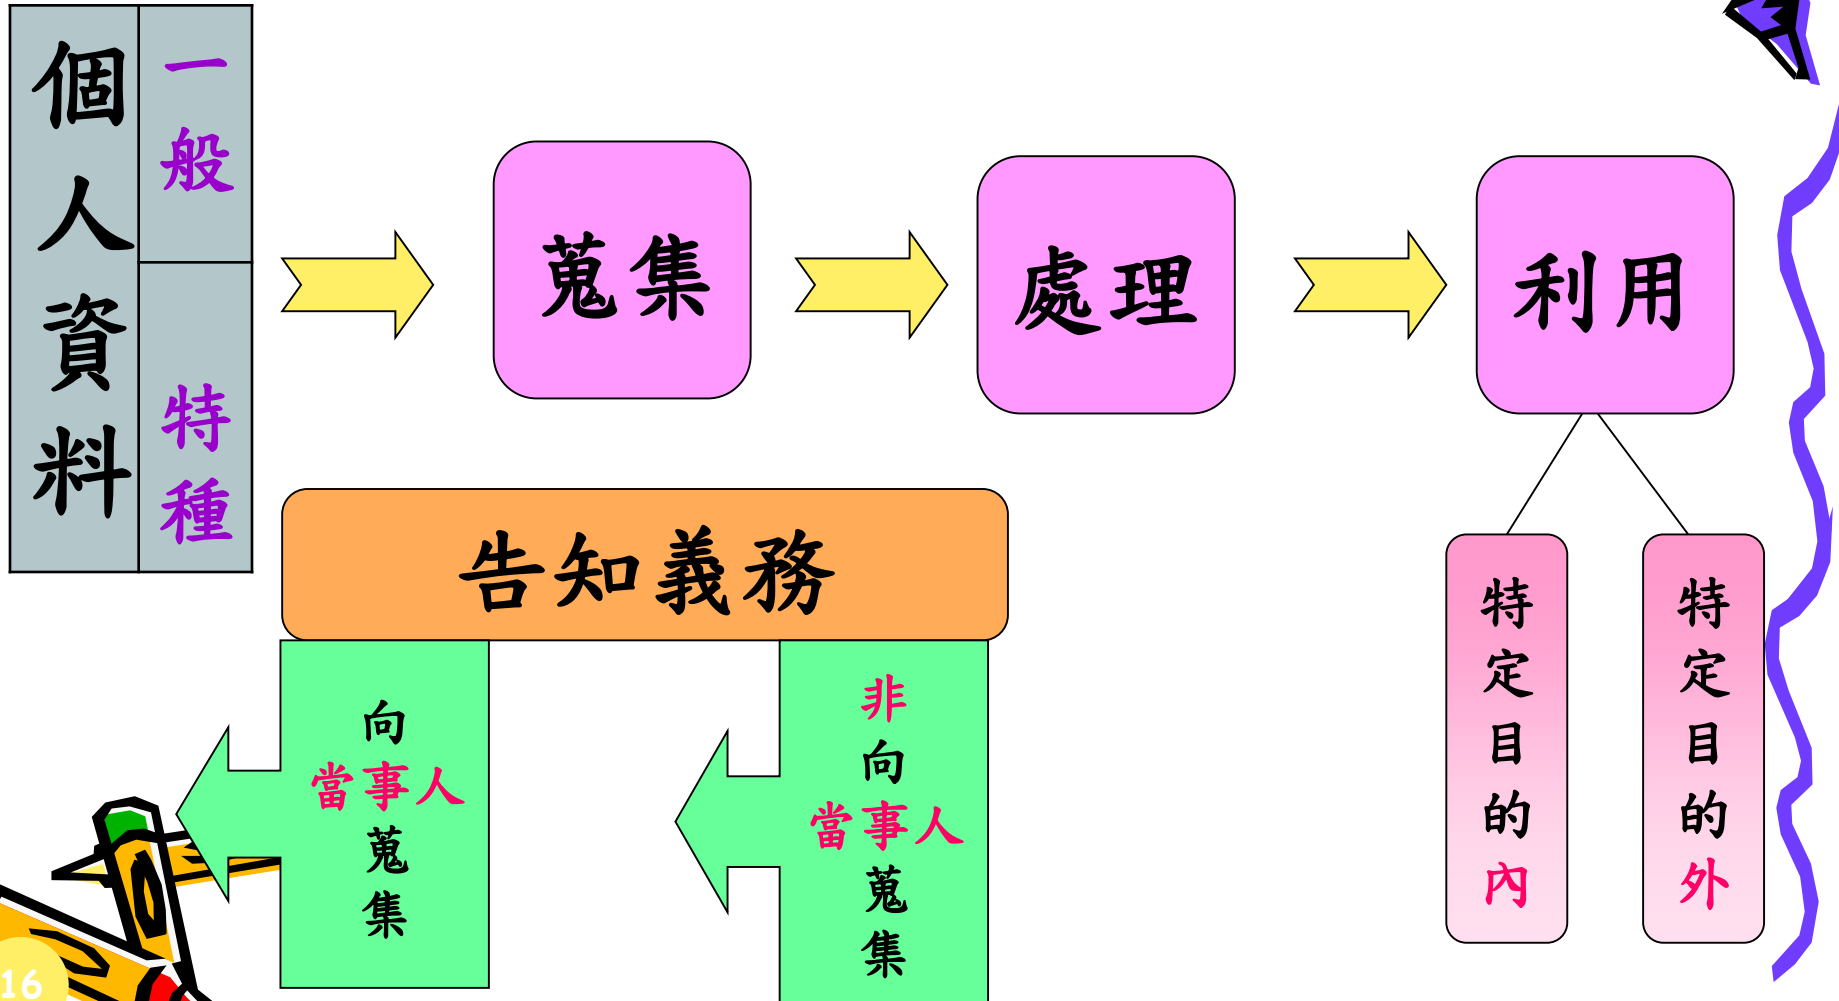 個人資料
一般
特種
蒐集
處理
利用
告知義務
向
當事人
蒐
集
非
向
當事人
蒐
集
特定目的內
特定目的外
16